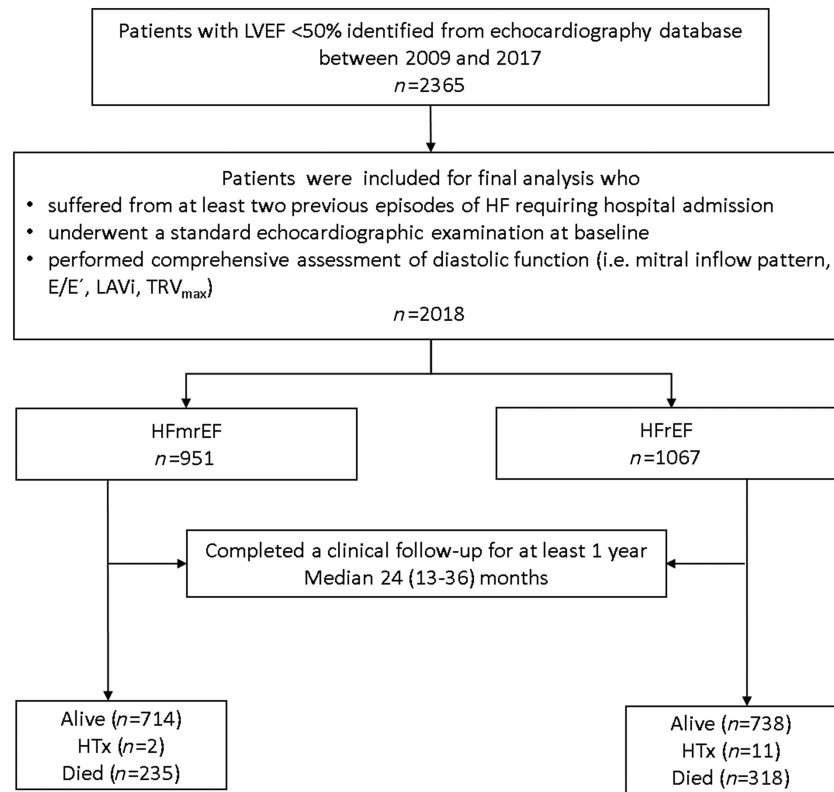 Patients with LVEF <50% identified from echocardiography database
between 2009 and 2017
n=2365
Patients were included for final analysis who
• suffered from at least two previous episodes of HF requiring hospital admission
• underwent a standard echocardiographic examination at baseline
• performed comprehensive assessment of diastolic function (i.e. mitral inflow pattern,
E/E´, LAVi, TRVmax)
n=2018
HFmrEF
n=951
HFrEF
n=1067
Completed a clinical follow-up for at least 1 year
Median 24 (13-36) months
Alive (n=714)
HTx (n=2)
Died (n=235)
Alive (n=738)
HTx (n=11)
Died (n=318)